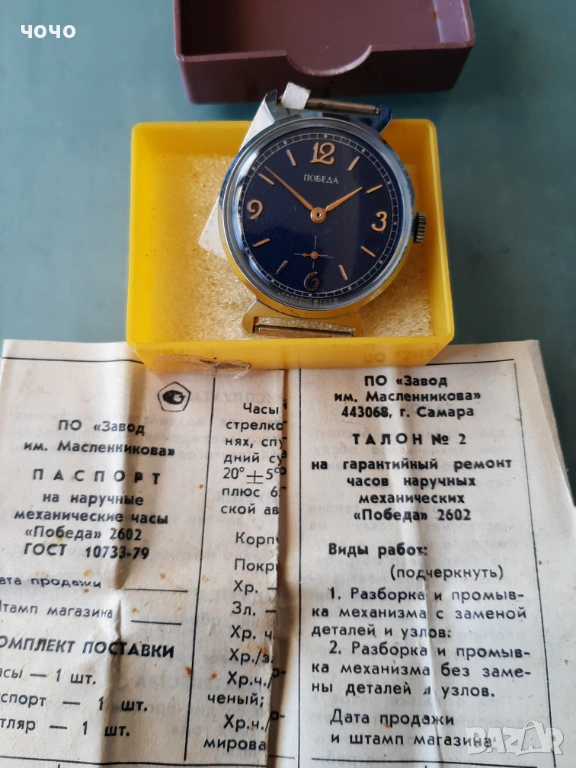 чочо
12
ПОБЕДА
9
3
6
ПО «Завод
им. Масленникова»
ПАСПОРТ
на наручные
механические часы
«Победа» 2602
ГОСТ 10733-79
ата продажи
Штамп магазина
КОМПЛЕКТ ПОСТАВКИ
асы — 1 шт.
спорт — 1 шт.
тляр — 1 шт.
Часы
стрелко
нях, спу
дний су
20°±5°
плюс 6
ской ав
Корпу
Покры
Хр. —
Зл. —
Хр. ч.
Хр./з.
Хр.ч./
ченый;
Хр.ч./
мирова
ПО «Завод
им. Масленникова»
443068, г. Самара
ТАЛОН № 2
на гарантийный ремонт
часов наручных
механических
«Победа» 2602
Виды работ:
(подчеркнуть)
1. Разборка и промыв-
ка механизма с заменой
деталей и узлов:
2. Разборка и промыв-
ка механизма без заме-
ны деталей и узлов.
Дата продажи
и штамп магазина
BAZAR